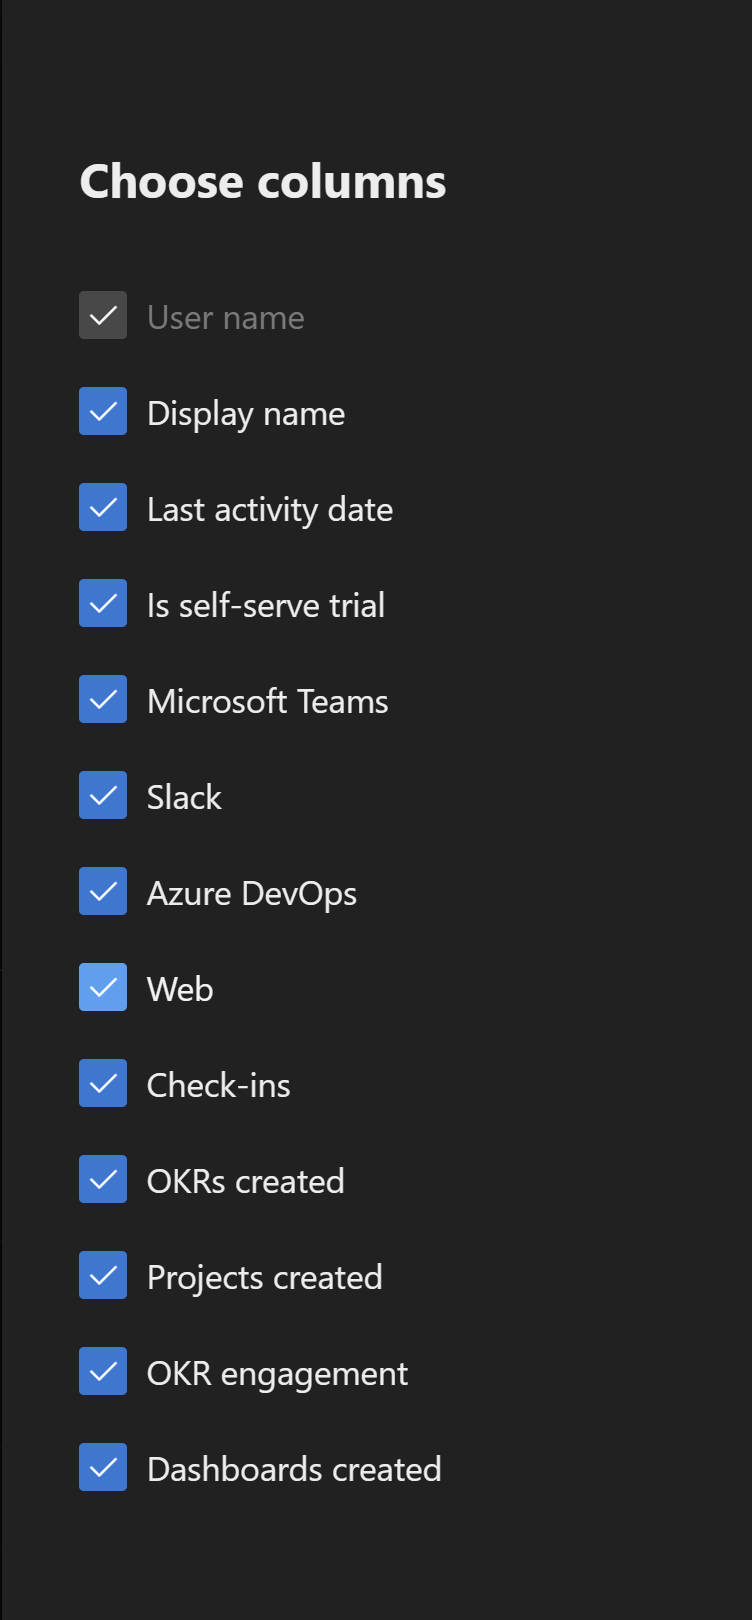 Choose columns
User name
Display name
Last activity date
Is self-serve trial
Microsoft Teams
Slack
Azure DevOps
Web
Check-ins
OKRs created
Projects created
OKR engagement
Dashboards created